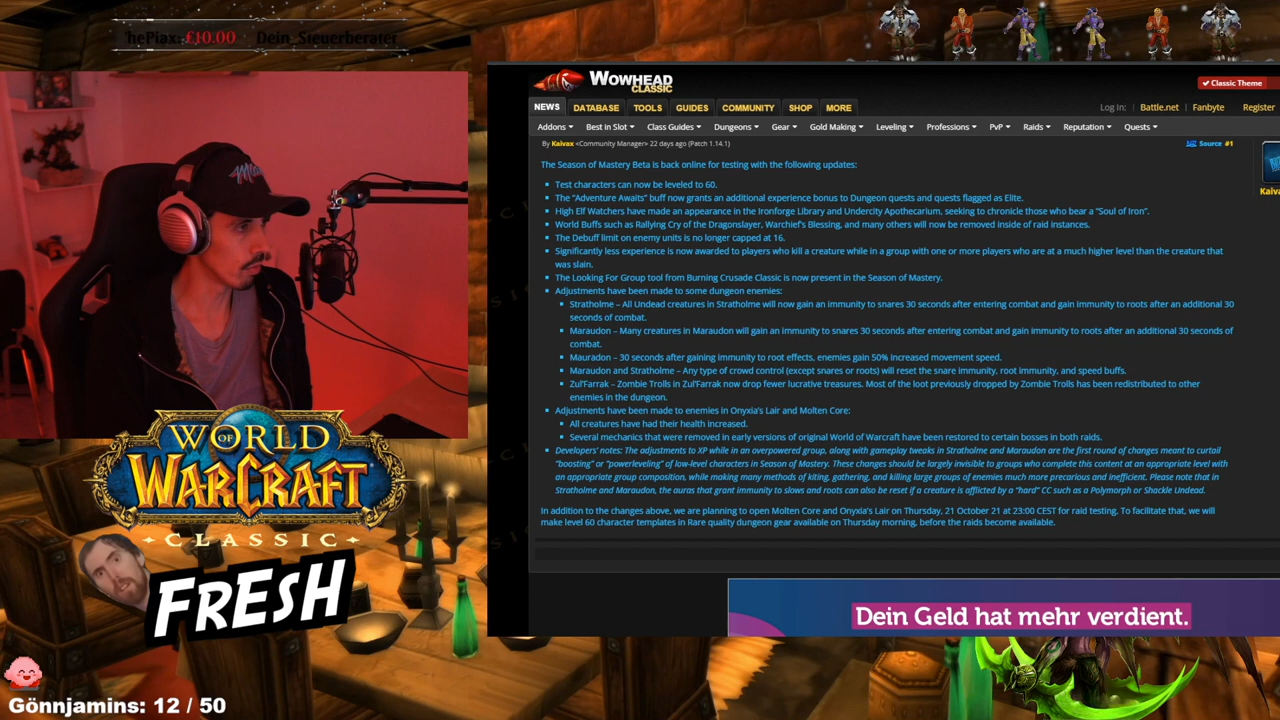 hePiax: £10.00 Dein_Steuerberater
WOWHEAD
CLASSIC
Classic Theme
NEWS DATABASE TOOLS GUIDES COMMUNITY SHOP MORE
Log in: Battle.net Fanbyte Register
Addons Best in Slot Class Guides Dungeons Gear Gold Making Leveling Professions PvP Raids Reputation Quests
By Kaivax <Community Manager> 22 days ago (Patch 1.14.1)
Source #1
Kaiva
The Season of Mastery Beta is back online for testing with the following updates:
Test characters can now be leveled to 60.
The "Adventure Awaits" buff now grants an additional experience bonus to Dungeon quests and quests flagged as Elite.
High Elf Watchers have made an appearance in the Ironforge Library and Undercity Apothecarium, seeking to chronicle those who bear a "Soul of Iron".
World Buffs such as Rallying Cry of the Dragonslayer, Warchief's Blessing, and many others will now be removed inside of raid instances.
The Debuff limit on enemy units is no longer capped at 16.
Significantly less experience is now awarded to players who kill a creature while in a group with one or more players who are at a much higher level than the creature that
was slain.
The Looking For Group tool from Burning Crusade Classic is now present in the Season of Mastery.
Adjustments have been made to some dungeon enemies:
Stratholme – All Undead creatures in Stratholme will now gain an immunity to snares 30 seconds after entering combat and gain immunity to roots after an additional 30
seconds of combat.
Maraudon – Many creatures in Maraudon will gain an immunity to snares 30 seconds after entering combat and gain immunity to roots after an additional 30 seconds of
combat.
Mauradon – 30 seconds after gaining immunity to root effects, enemies gain 50% increased movement speed.
Maraudon and Stratholme – Any type of crowd control (except snares or roots) will reset the snare immunity, root immunity, and speed buffs.
Zul'Farrak – Zombie Trolls in Zul'Farrak now drop fewer lucrative treasures. Most of the loot previously dropped by Zombie Trolls has been redistributed to other
enemies in the dungeon.
Adjustments have been made to enemies in Onyxia's Lair and Molten Core:
All creatures have had their health increased.
Several mechanics that were removed in early versions of original World of Warcraft have been restored to certain bosses in both raids.
Developers' notes: The adjustments to XP while in an overpowered group, along with gameplay tweaks in Stratholme and Maraudon are the first round of changes meant to curtail
"boosting" or "powerleveling" of low-level characters in Season of Mastery. These changes should be largely invisible to groups who complete this content at an appropriate level with
an appropriate group composition, while making many methods of kiting, gathering, and killing large groups of enemies much more precarious and inefficient. Please note that in
Stratholme and Maraudon, the auras that grant immunity to slows and roots can also be reset if a creature is afflicted by a "hard" CC such as a Polymorph or Shackle Undead.
In addition to the changes above, we are planning to open Molten Core and Onyxia's Lair on Thursday, 21 October 21 at 23:00 CEST for raid testing. To facilitate that, we will
make level 60 character templates in Rare quality dungeon gear available on Thursday morning, before the raids become available.
Dein Geld hat mehr verdient.
WORLD
OF
WARCRAFT
CLASSIC
FRESH
Gönnjamins: 12 / 50